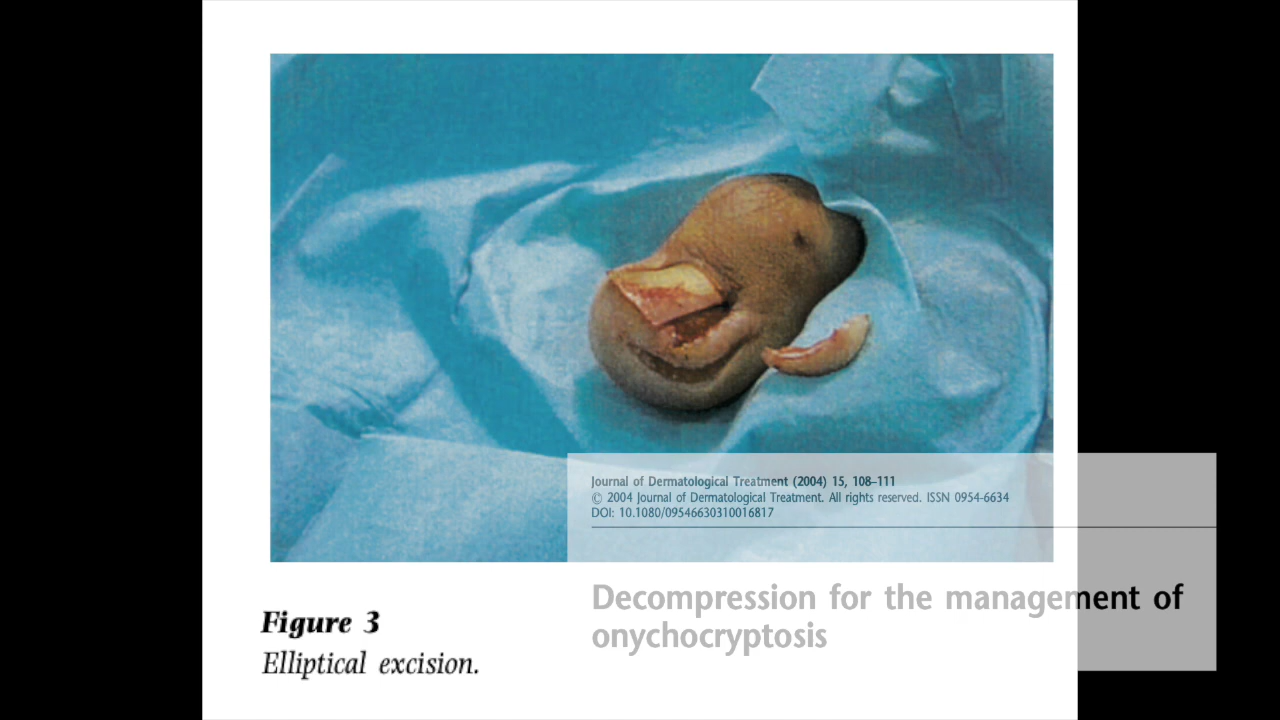 Journal of Dermatological Treatment (2004) 15, 108–111
© 2004 Journal of Dermatological Treatment. All rights reserved. ISSN 0954-6634
DOI: 10.1080/09546630310016817
Decompression for the management of
onychocryptosis
Figure 3
Elliptical excision.